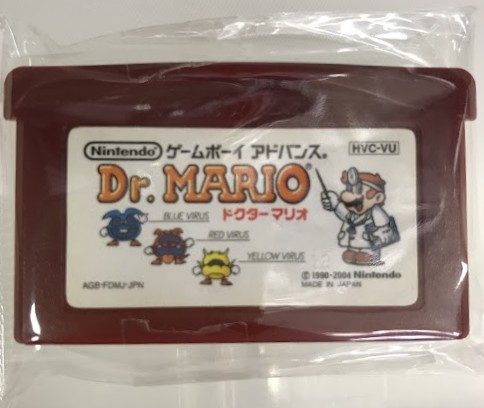 Nintendo ゲームボーイ アドバンス® HVC-VU
Dr. MARIO®
BLUE VIRUS ドクターマリオ
RED VIRUS
YELLOW VIRUS
AGB-FDMJ-JPN
© 1990-2004 Nintendo
MADE IN JAPAN